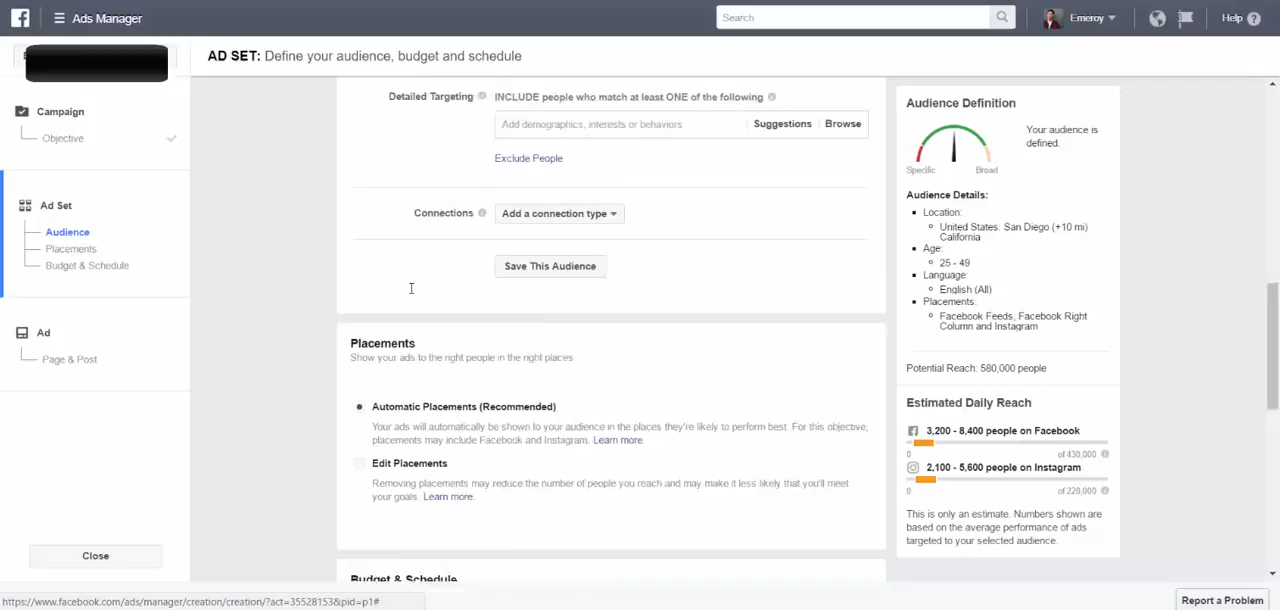 Ads Manager
Search
Emeroy
Help
AD SET: Define your audience, budget and schedule
Campaign
Objective
Ad Set
Audience
Placements
Budget & Schedule
Ad
Page & Post
Close
Detailed Targeting
INCLUDE people who match at least ONE of the following
Add demographics, interests or behaviors
Suggestions
Browse
Exclude People
Connections
Add a connection type
Save This Audience
Placements
Show your ads to the right people in the right places
Automatic Placements (Recommended)
Your ads will automatically be shown to your audience in the places they're likely to perform best. For this objective,
placements may include Facebook and Instagram. Learn more.
Edit Placements
Removing placements may reduce the number of people you reach and may make it less likely that you'll meet
your goals. Learn more.
Budget & Schedule
Audience Definition
Your audience is
defined.
Specific
Broad
Audience Details:
Location:
United States: San Diego (+10 mi)
California
Age:
25 - 49
Language:
English (All)
Placements:
Facebook Feeds, Facebook Right
Column and Instagram
Potential Reach: 580,000 people
Estimated Daily Reach
3,200 - 8,400 people on Facebook
0
of 430,000
2,100 - 5,600 people on Instagram
0
of 220,000
This is only an estimate. Numbers shown are
based on the average performance of ads
targeted to your selected audience.
https://www.facebook.com/ads/manager/creation/creation/?act=35528153&pid=p1#
Report a Problem